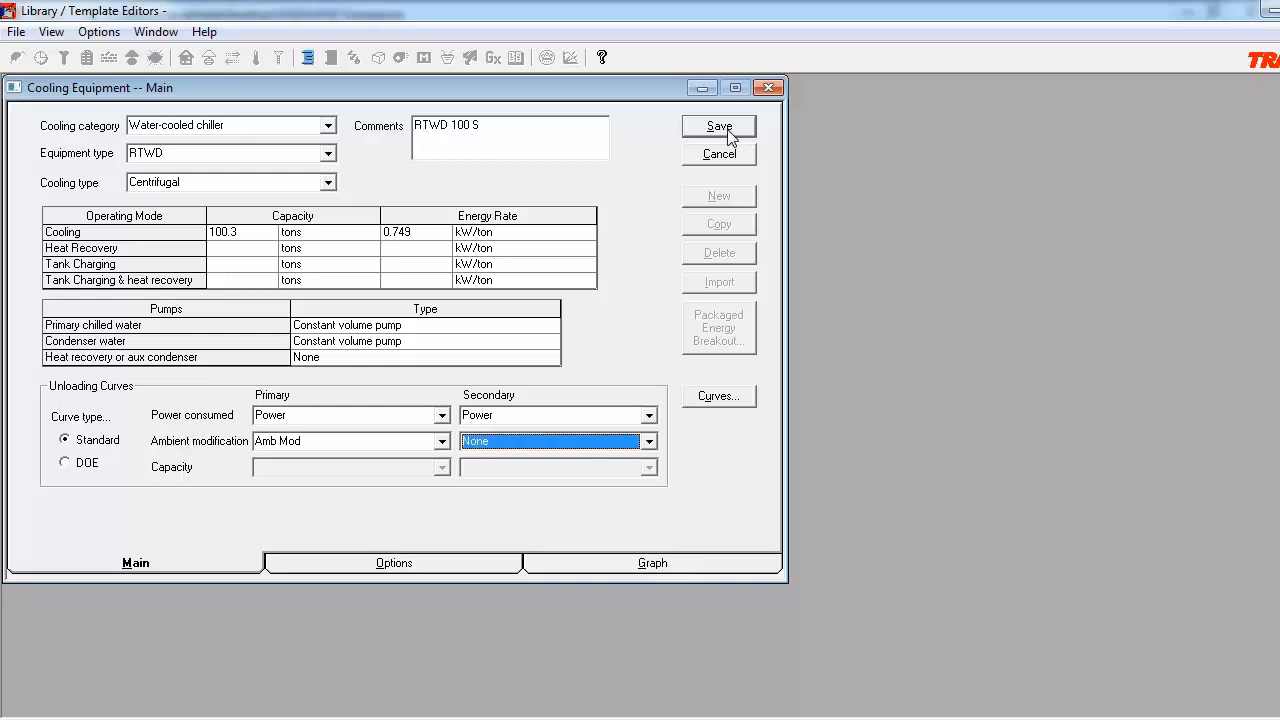 Library / Template Editors -
File View Options Window Help
Gx ?
TRA
Cooling Equipment -- Main
Cooling category Water-cooled chiller Comments RTWD 100 S Save
Equipment type RTWD Cancel
Cooling type Centrifugal
New
Operating Mode Capacity Energy Rate
Cooling 100.3 tons 0.749 kW/ton Copy
Heat Recovery tons kW/ton Delete
Tank Charging tons kW/ton
Tank Charging & heat recovery tons kW/ton Import
Pumps Type Packaged
Primary chilled water Constant volume pump Energy
Condenser water Constant volume pump Breakout...
Heat recovery or aux condenser None
Unloading Curves
Primary Secondary Curves...
Curve type... Power consumed Power Power
Standard Ambient modification Amb Mod None
DOE Capacity
Main Options Graph